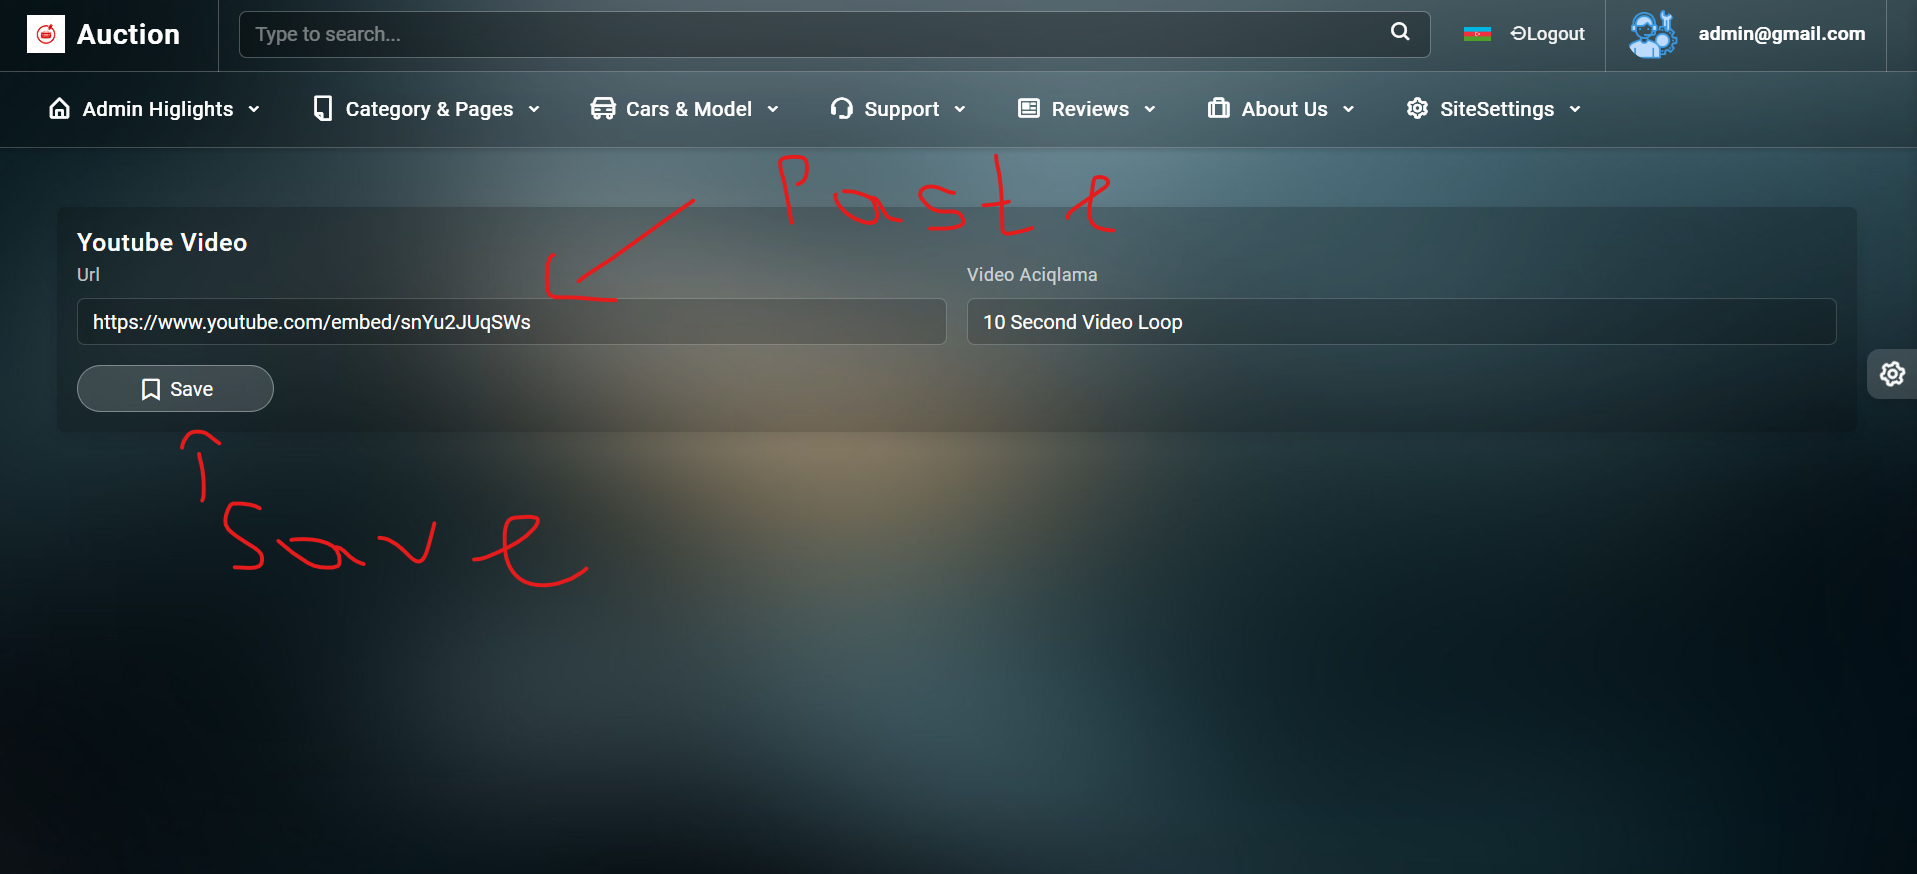 Auction
Type to search...
Logout
admin@gmail.com
Admin Higlights
Category & Pages
Cars & Model
Support
Reviews
About Us
SiteSettings
Paste
Youtube Video
Url
Video Aciqlama
https://www.youtube.com/embed/snYu2JUqSWs
10 Second Video Loop
Save
Save